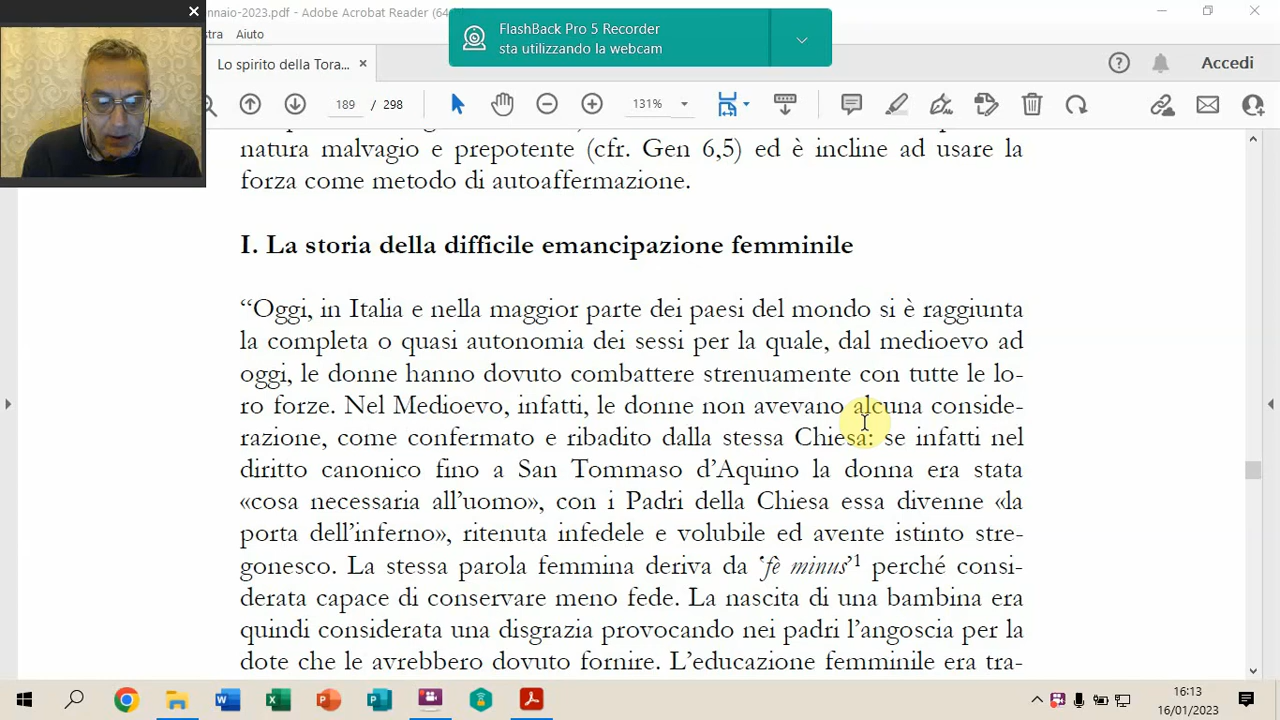 nnaio-2023.pdf - Adobe Acrobat Reader (64
FlashBack Pro 5 Recorder
sta utilizzando la webcam
stra Aiuto
Lo spirito della Tora...
Accedi
189 / 298
131%
natura malvagio e prepotente (cfr. Gen 6,5) ed è incline ad usare la
forza come metodo di autoaffermazione.
I. La storia della difficile emancipazione femminile
“Oggi, in Italia e nella maggior parte dei paesi del mondo si è raggiunta
la completa o quasi autonomia dei sessi per la quale, dal medioevo ad
oggi, le donne hanno dovuto combattere strenuamente con tutte le lo-
ro forze. Nel Medioevo, infatti, le donne non avevano alcuna conside-
razione, come confermato e ribadito dalla stessa Chiesa: se infatti nel
diritto canonico fino a San Tommaso d’Aquino la donna era stata
«cosa necessaria all’uomo», con i Padri della Chiesa essa divenne «la
porta dell’inferno», ritenuta infedele e volubile ed avente istinto stre-
gonesco. La stessa parola femmina deriva da ‘fè minus’1 perché consi-
derata capace di conservare meno fede. La nascita di una bambina era
quindi considerata una disgrazia provocando nei padri l’angoscia per la
dote che le avrebbero dovuto fornire. L’educazione femminile era tra-
16:13
16/01/2023